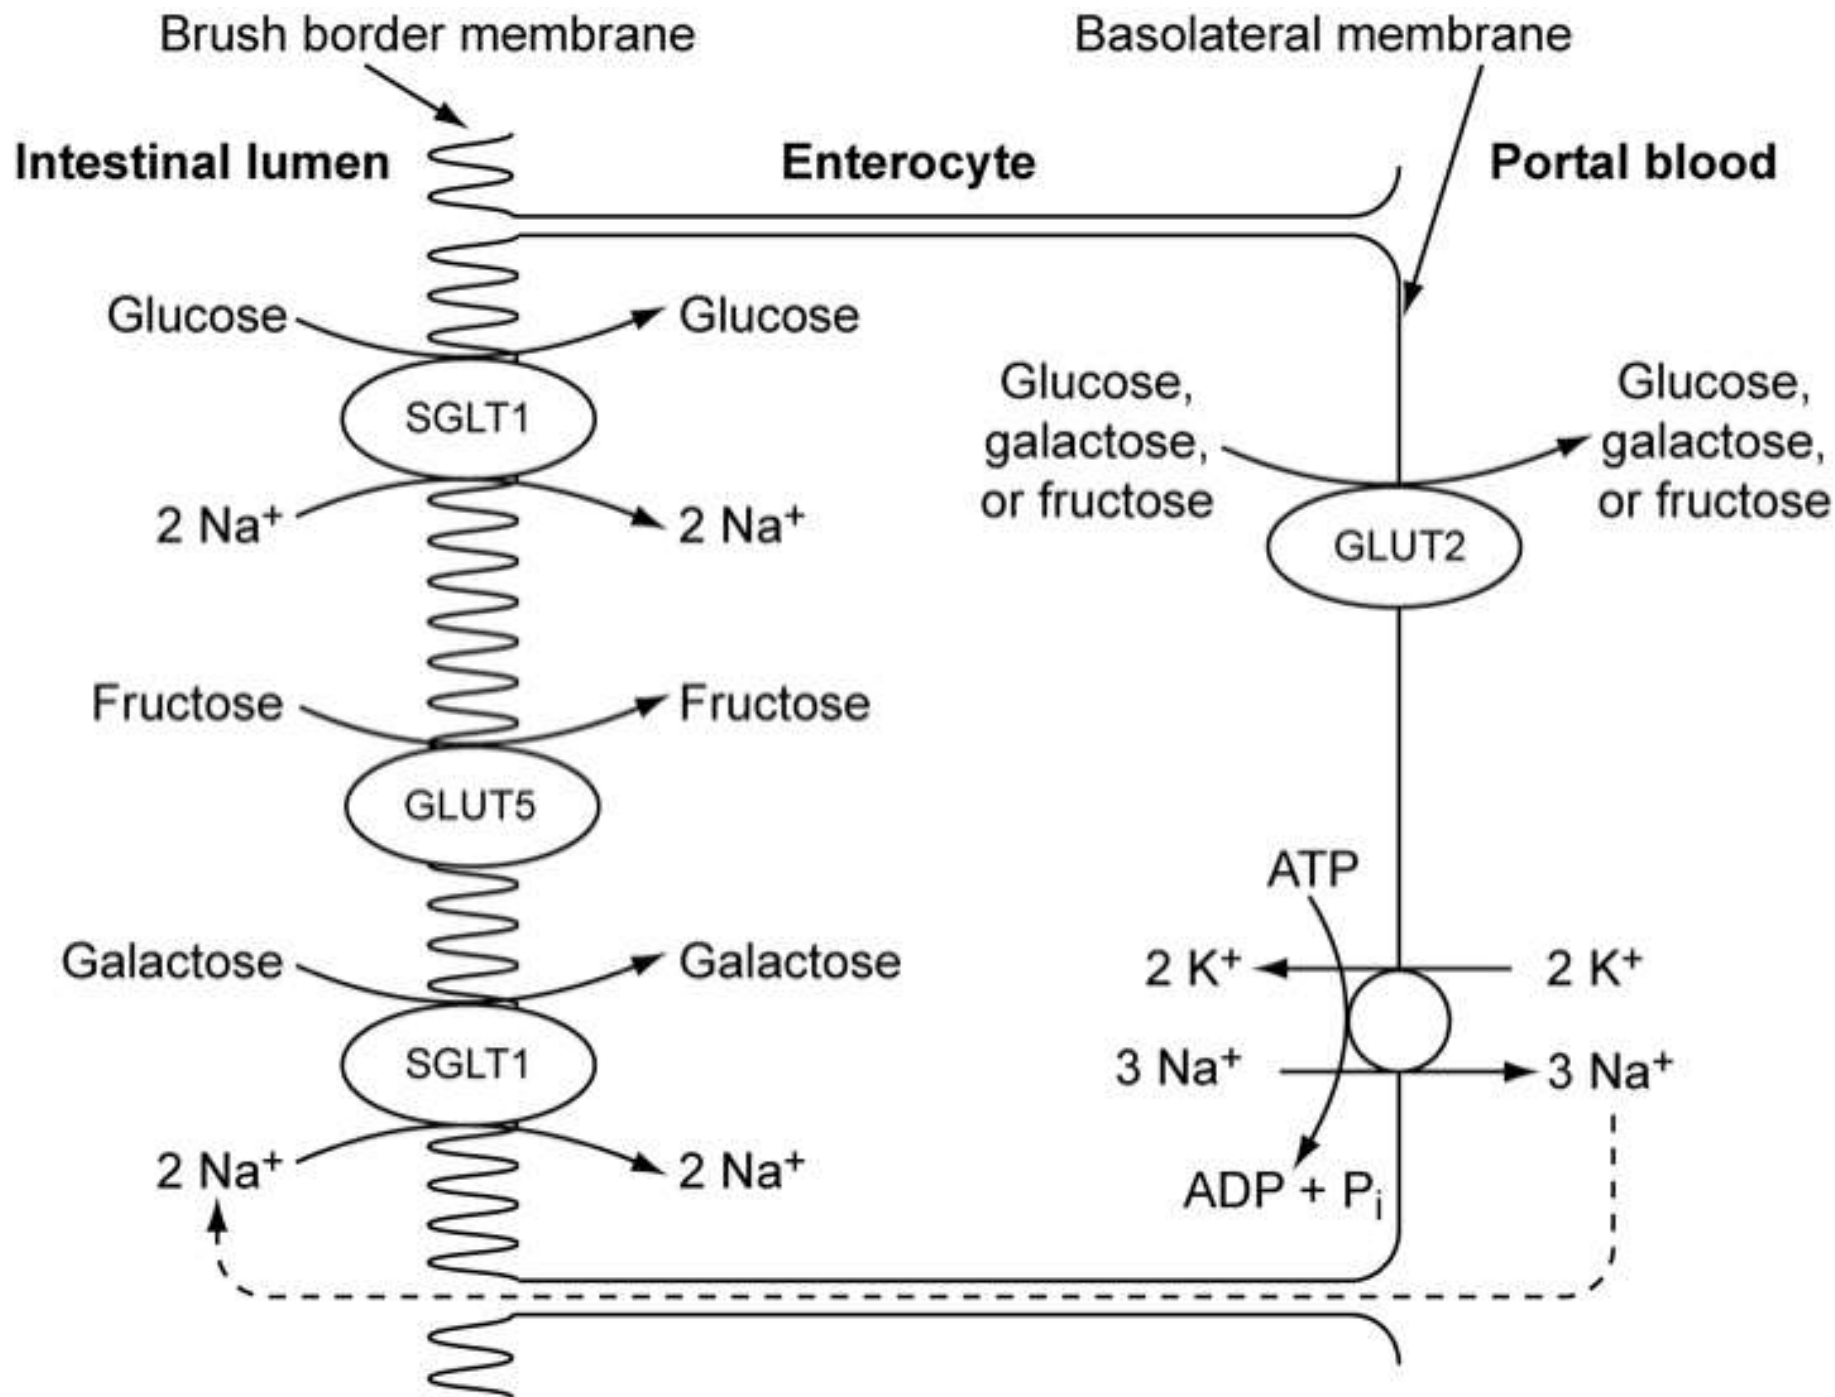 Brush border membrane
Basolateral membrane
Intestinal lumen
Enterocyte
Portal blood
Glucose
Glucose
SGLT1
2 Na⁺
2 Na⁺
Glucose,
galactose,
or fructose
Glucose,
galactose,
or fructose
GLUT2
Fructose
Fructose
GLUT5
ATP
Galactose
Galactose
2 K⁺
2 K⁺
SGLT1
3 Na⁺
3 Na⁺
2 Na⁺
2 Na⁺
ADP + Pᵢ